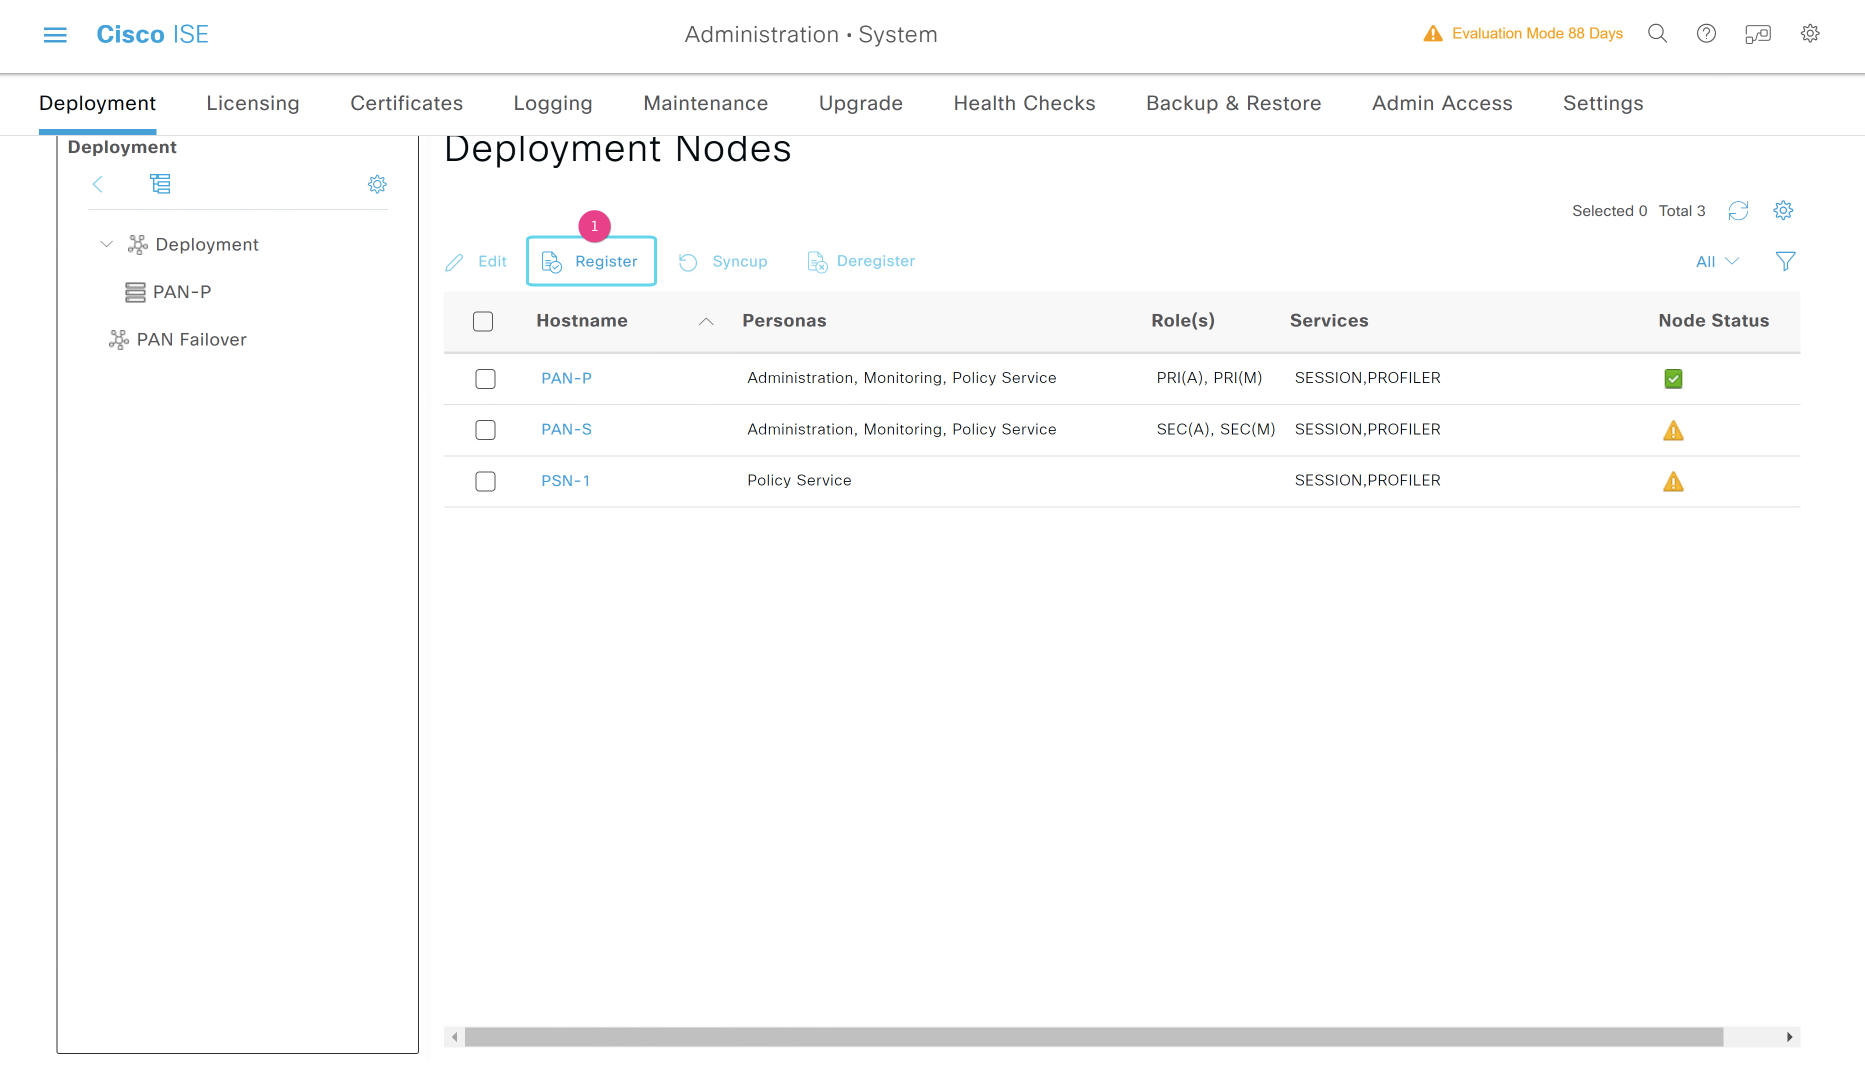 Cisco ISE
Administration • System
Evaluation Mode 88 Days
Deployment Licensing Certificates Logging Maintenance Upgrade Health Checks Backup & Restore Admin Access Settings
Deployment
Deployment
PAN-P
PAN Failover
Deployment Nodes
Selected 0 Total 3
1
Edit Register Syncup Deregister All
Hostname Personas Role(s) Services Node Status
PAN-P Administration, Monitoring, Policy Service PRI(A), PRI(M) SESSION,PROFILER
PAN-S Administration, Monitoring, Policy Service SEC(A), SEC(M) SESSION,PROFILER
PSN-1 Policy Service SESSION,PROFILER